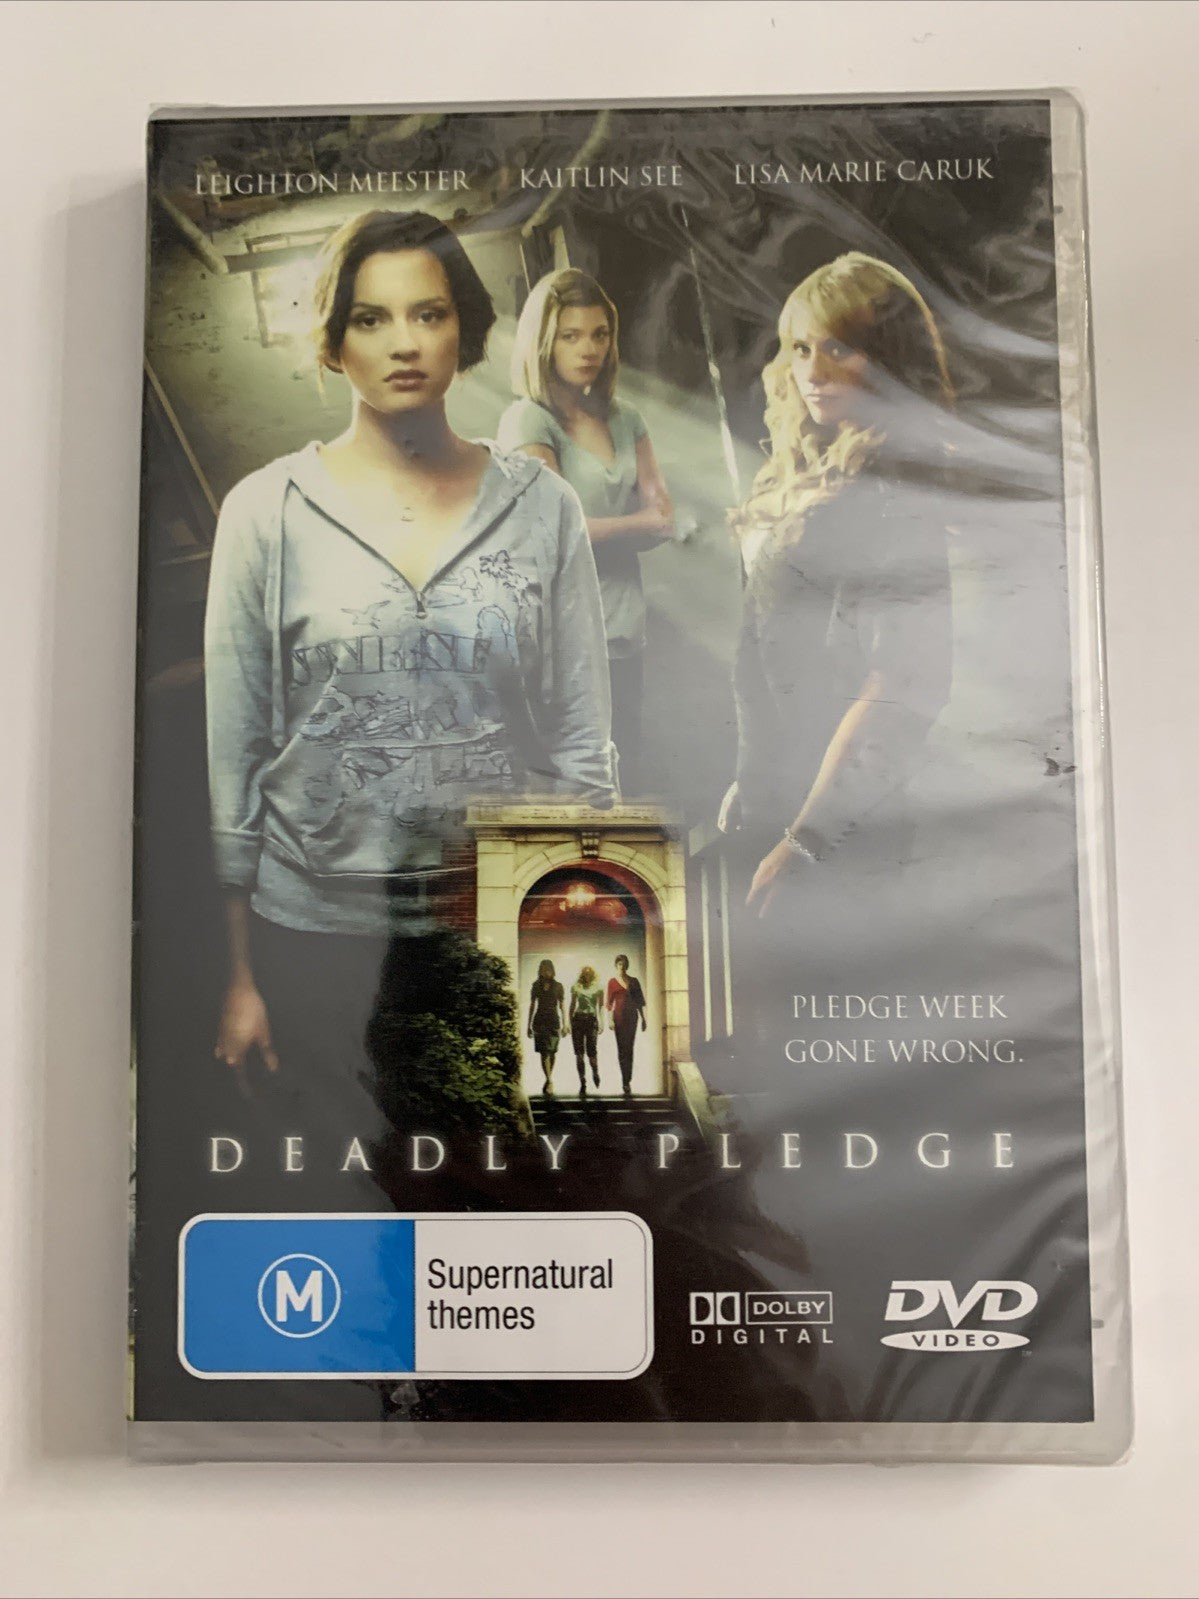 LEIGHTON MEESTER KAITLIN SEE LISA MARIE CARUK
PLEDGE WEEK
GONE WRONG.
DEADLY PLEDGE
M
Supernatural
themes
DOLBY
DIGITAL
DVD
VIDEO